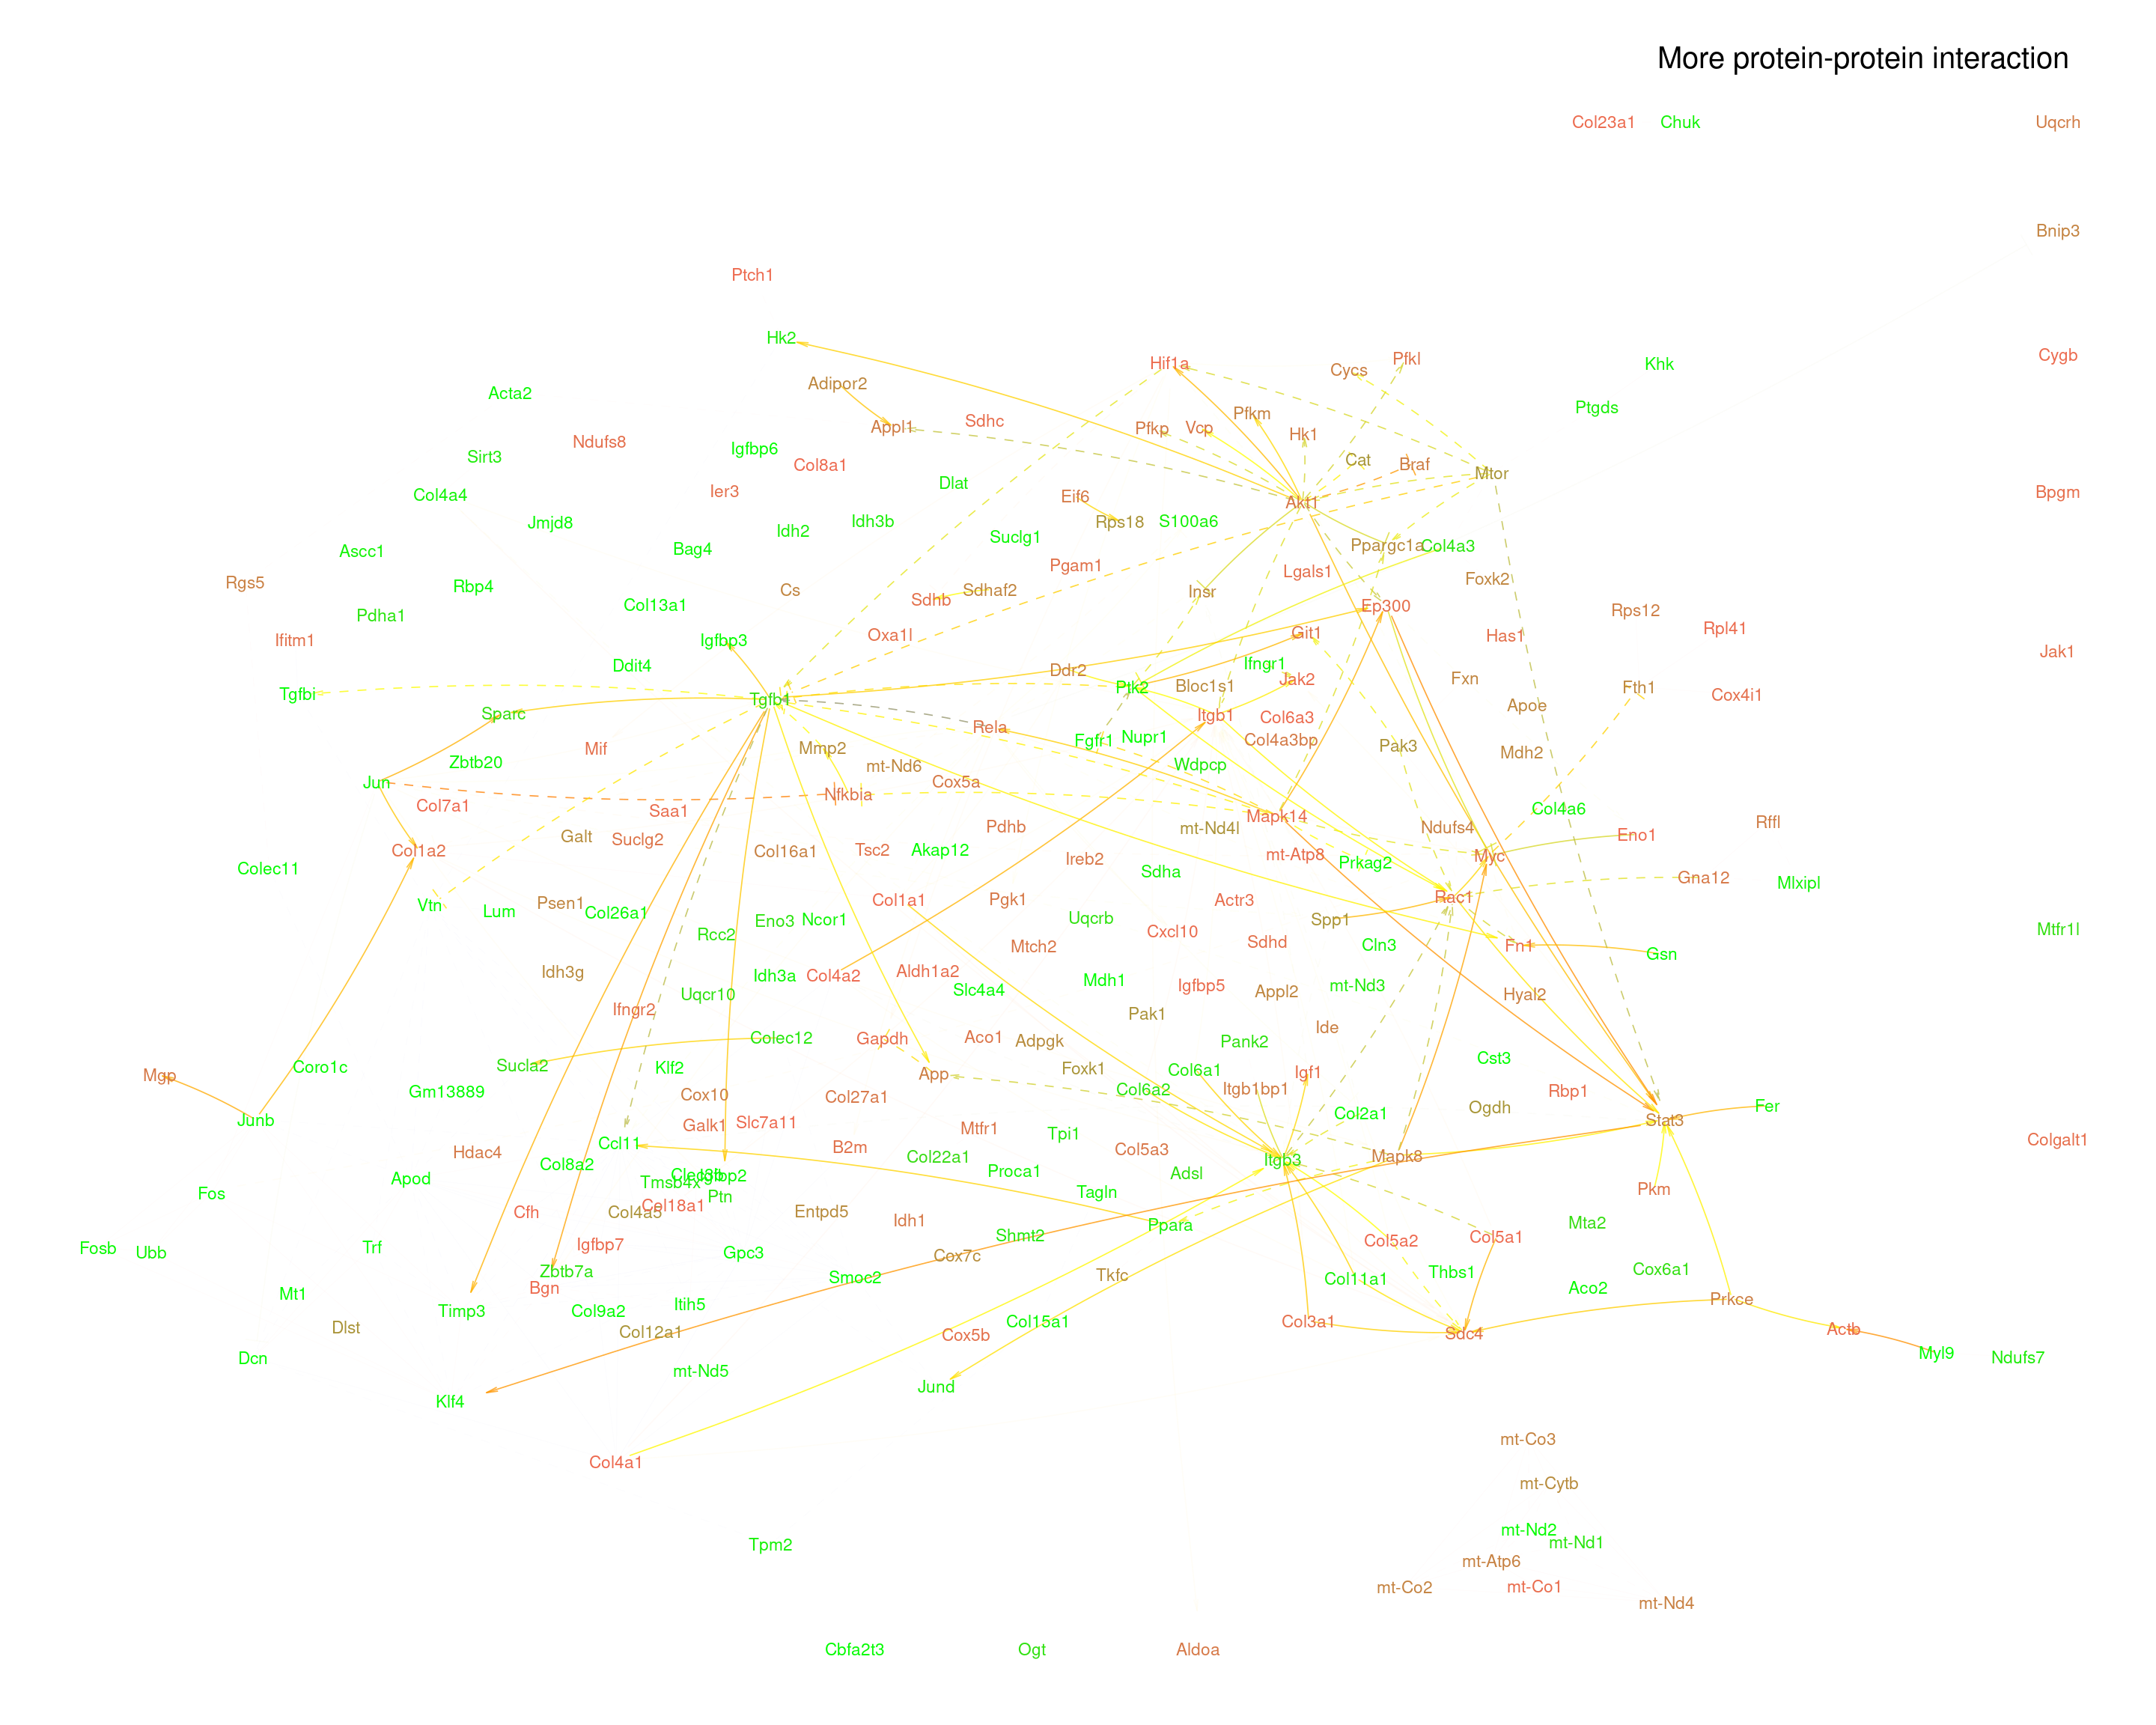 More protein-protein interaction
Col23a1
Chuk
Uqcrh
Bnip3
Ptch1
Hk2
Hif1a
Cycs
Pfkl
Khk
Cygb
Adipor2
Acta2
Ptgds
Appl1
Sdhc
Pfkp
Vcp
Pfkm
Hk1
Ndufs8
Igfbp6
Sirt3
Col8a1
Cat
Braf
Mtor
Ier3
Dlat
Col4a4
Eif6
Akt1
Bpgm
Jmjd8
Idh2
Idh3b
Rps18
S100a6
Suclg1
Ascc1
Bag4
Ppargc1a
Col4a3
Rgs5
Rbp4
Cs
Pgam1
Lgals1
Foxk2
Sdhb
Sdhaf2
Insr
Pdha1
Col13a1
Ep300
Rps12
Ifitm1
Igfbp3
Oxa1l
Git1
Has1
Rpl41
Jak1
Ddit4
Ddr2
Ifngr1
Tgfbi
Tgfb1
Ptk2
Bloc1s1
Jak2
Fxn
Fth1
Cox4i1
Sparc
Rela
Itgb1
Col6a3
Apoe
Mif
Mmp2
Fgfr1
Nupr1
Col4a3bp
Pak3
Mdh2
Zbtb20
mt-Nd6
Wdpcp
Jun
Cox5a
Col7a1
Saa1
Nfkbia
Mapk14
Col4a6
Galt
Suclg2
Pdhb
mt-Nd4l
Ndufs4
Eno1
Rffl
Col1a2
Col16a1
Tsc2
Akap12
Ireb2
mt-Atp8
Prkag2
Myc
Colec11
Sdha
Gna12
Mlxipl
Vtn
Lum
Psen1
Col26a1
Col1a1
Pgk1
Actr3
Rac1
Rcc2
Eno3
Ncor1
Uqcrb
Cxcl10
Spp1
Mtfr1l
Mtch2
Sdhd
Cln3
Fn1
Gsn
Idh3g
Idh3a
Col4a2
Aldh1a2
Mdh1
Igfbp5
Appl2
mt-Nd3
Hyal2
Uqcr10
Slc4a4
Ifngr2
Pak1
Ide
Colec12
Gapdh
Aco1
Adpgk
Pank2
Mgp
Coro1c
Sucla2
Klf2
App
Foxk1
Col6a1
Igf1
Cst3
Gm13889
Cox10
Col27a1
Col6a2
Itgb1bp1
Rbp1
Junb
Galk1
Slc7a11
Mtfr1
Col2a1
Ogdh
Stat3
Fer
Ccl11
B2m
Tpi1
Colgalt1
Hdac4
Col8a2
Col22a1
Col5a3
Itgb3
Mapk8
Apod
Tmsb4x
Igfbp2
Proca1
Adsl
Fos
Ptn
Tagln
Pkm
Cfh
Col4a5
Col18a1
Entpd5
Idh1
Ppara
Mta2
Fosb
Ubb
Trf
Igfbp7
Gpc3
Cox7c
Shmt2
Col5a2
Col5a1
Zbtb7a
Smoc2
Tkfc
Col11a1
Thbs1
Cox6a1
Mt1
Bgn
Aco2
Timp3
Col9a2
Itih5
Prkce
Dlst
Col12a1
Cox5b
Col15a1
Col3a1
Sdc4
Actb
Dcn
mt-Nd5
Myl9
Ndufs7
Klf4
Jund
Col4a1
mt-Co3
mt-Cytb
Tpm2
mt-Nd2
mt-Nd1
mt-Atp6
mt-Co2
mt-Co1
mt-Nd4
Cbfa2t3
Ogt
Aldoa